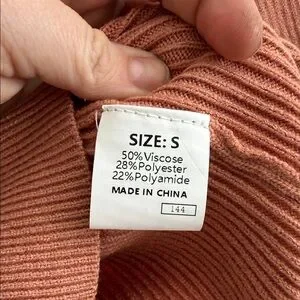 SIZE: S
50%Viscose
28%Polyester
22%Polyamide
MADE IN CHINA
144